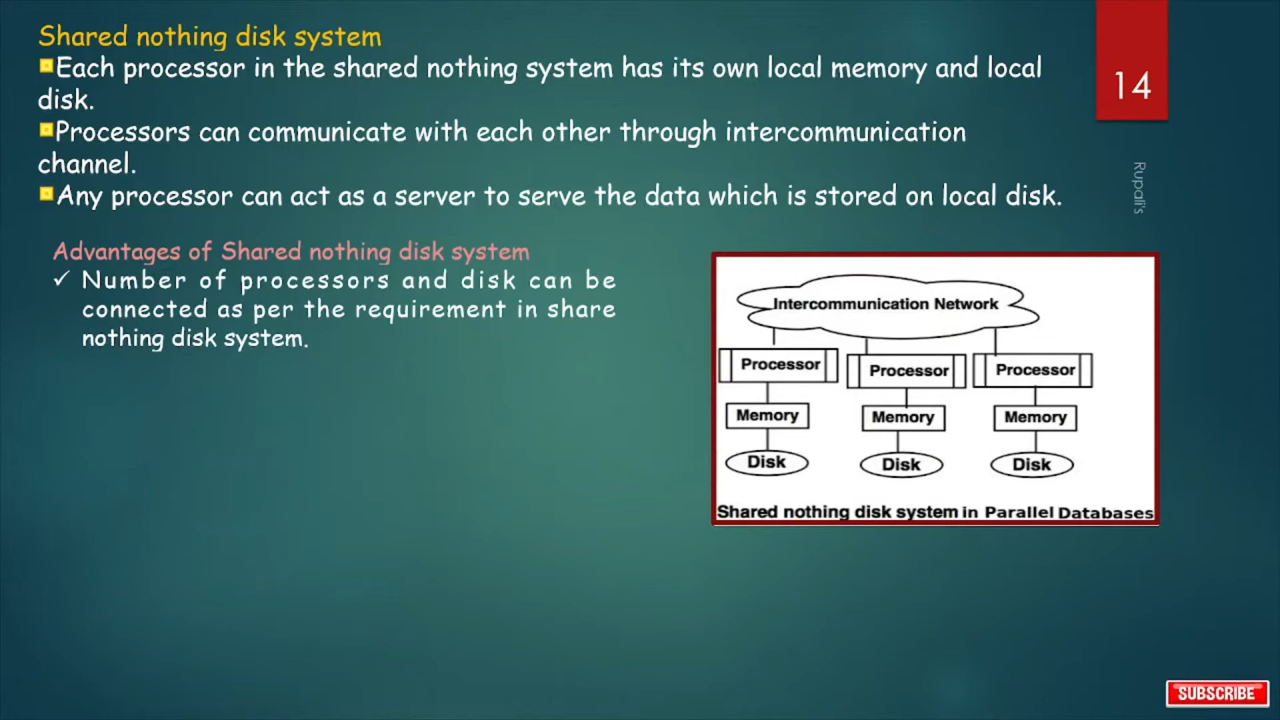 Shared nothing disk system
Each processor in the shared nothing system has its own local memory and local
disk.
Processors can communicate with each other through intercommunication
channel.
Any processor can act as a server to serve the data which is stored on local disk.
14
Rupali's
Advantages of Shared nothing disk system
✓ Number of processors and disk can be
connected as per the requirement in share
nothing disk system.
Intercommunication Network
Processor Processor Processor
Memory Memory Memory
Disk Disk Disk
Shared nothing disk system in Parallel Databases
SUBSCRIBE